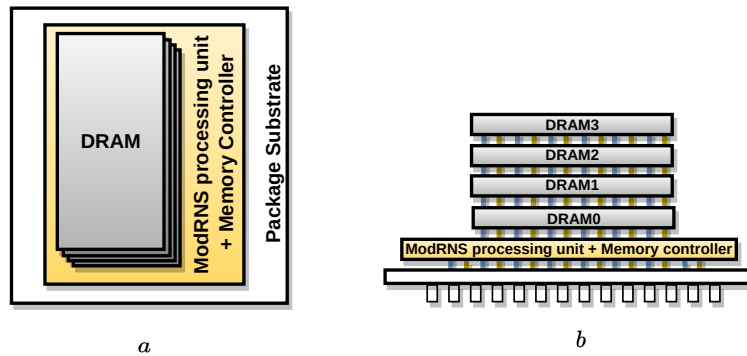 DRAM
ModRNS processing unit
+ Memory Controller
Package Substrate
a
DRAM3
DRAM2
DRAM1
DRAM0
ModRNS processing unit + Memory controller
b